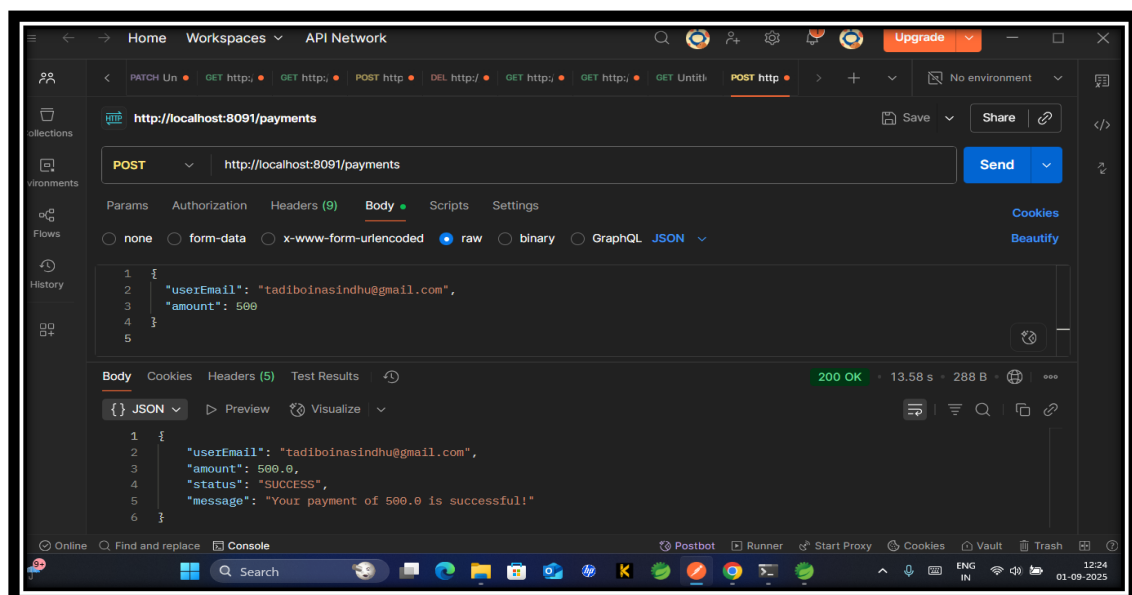 Home Workspaces API Network Upgrade
PATCH Un GET http:/ GET http:/ POST http DEL http:/ GET http:/ GET http:/ GET Untitl POST http No environment
HTTP http://localhost:8091/payments Save Share
ollections
POST http://localhost:8091/payments Send
vironments
Params Authorization Headers (9) Body Scripts Settings Cookies
Flows
none form-data x-www-form-urlencoded raw binary GraphQL JSON Beautify
History
1 {
2 "userEmail": "tadiboinasindhu@gmail.com",
3 "amount": 500
4 }
5
Body Cookies Headers (5) Test Results 200 OK 13.58 s 288 B
{} JSON Preview Visualize
1 {
2 "userEmail": "tadiboinasindhu@gmail.com",
3 "amount": 500.0,
4 "status": "SUCCESS",
5 "message": "Your payment of 500.0 is successful!"
6 }
Online Find and replace Console Postbot Runner Start Proxy Cookies Vault Trash
9+ Search hp K ENG 12:24
IN 01-09-2025